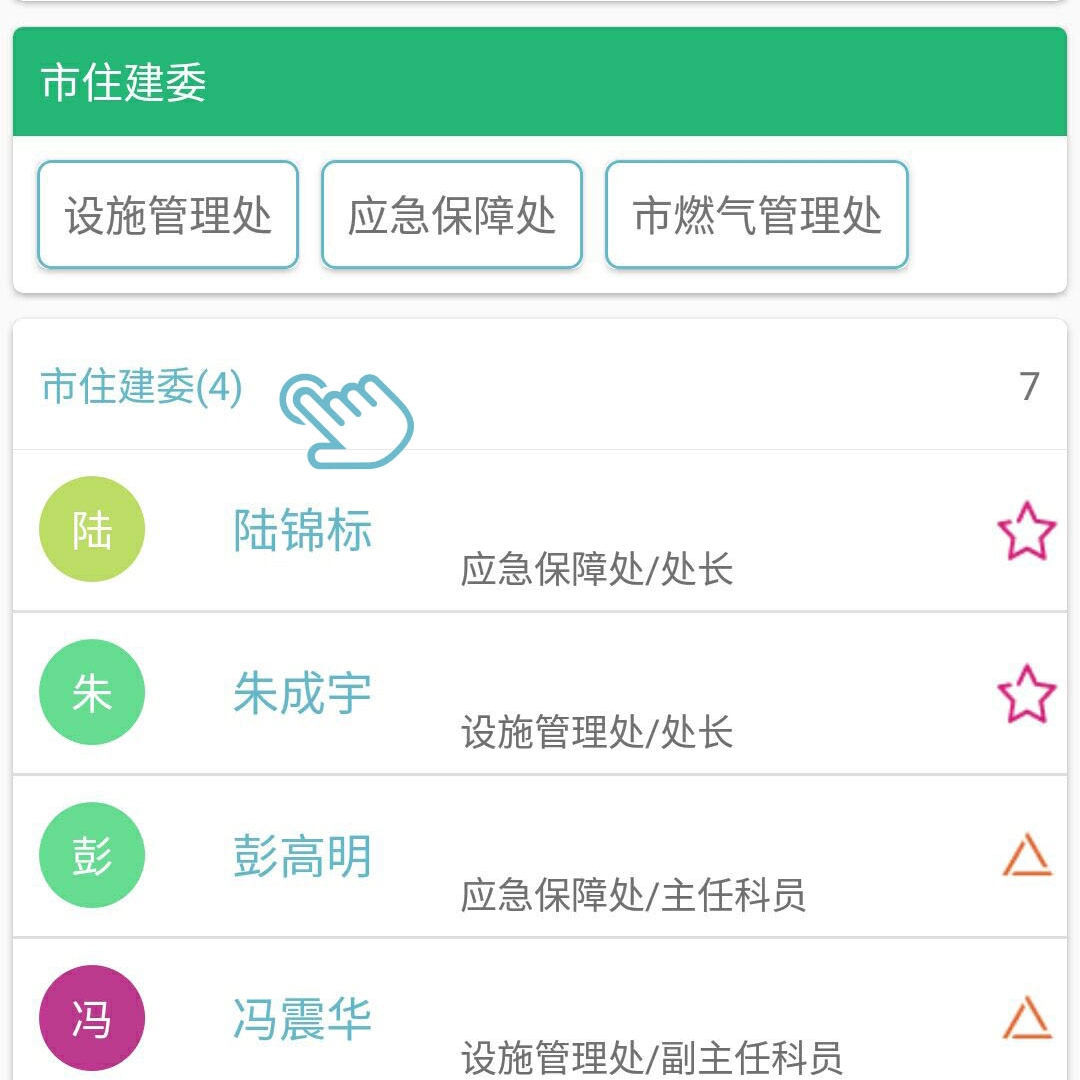 市住建委
设施管理处 应急保障处 市燃气管理处
市住建委(4) 7
陆 陆锦标 应急保障处/处长
朱 朱成宇 设施管理处/处长
彭 彭高明 应急保障处/主任科员
冯 冯震华 设施管理处/副主任科员